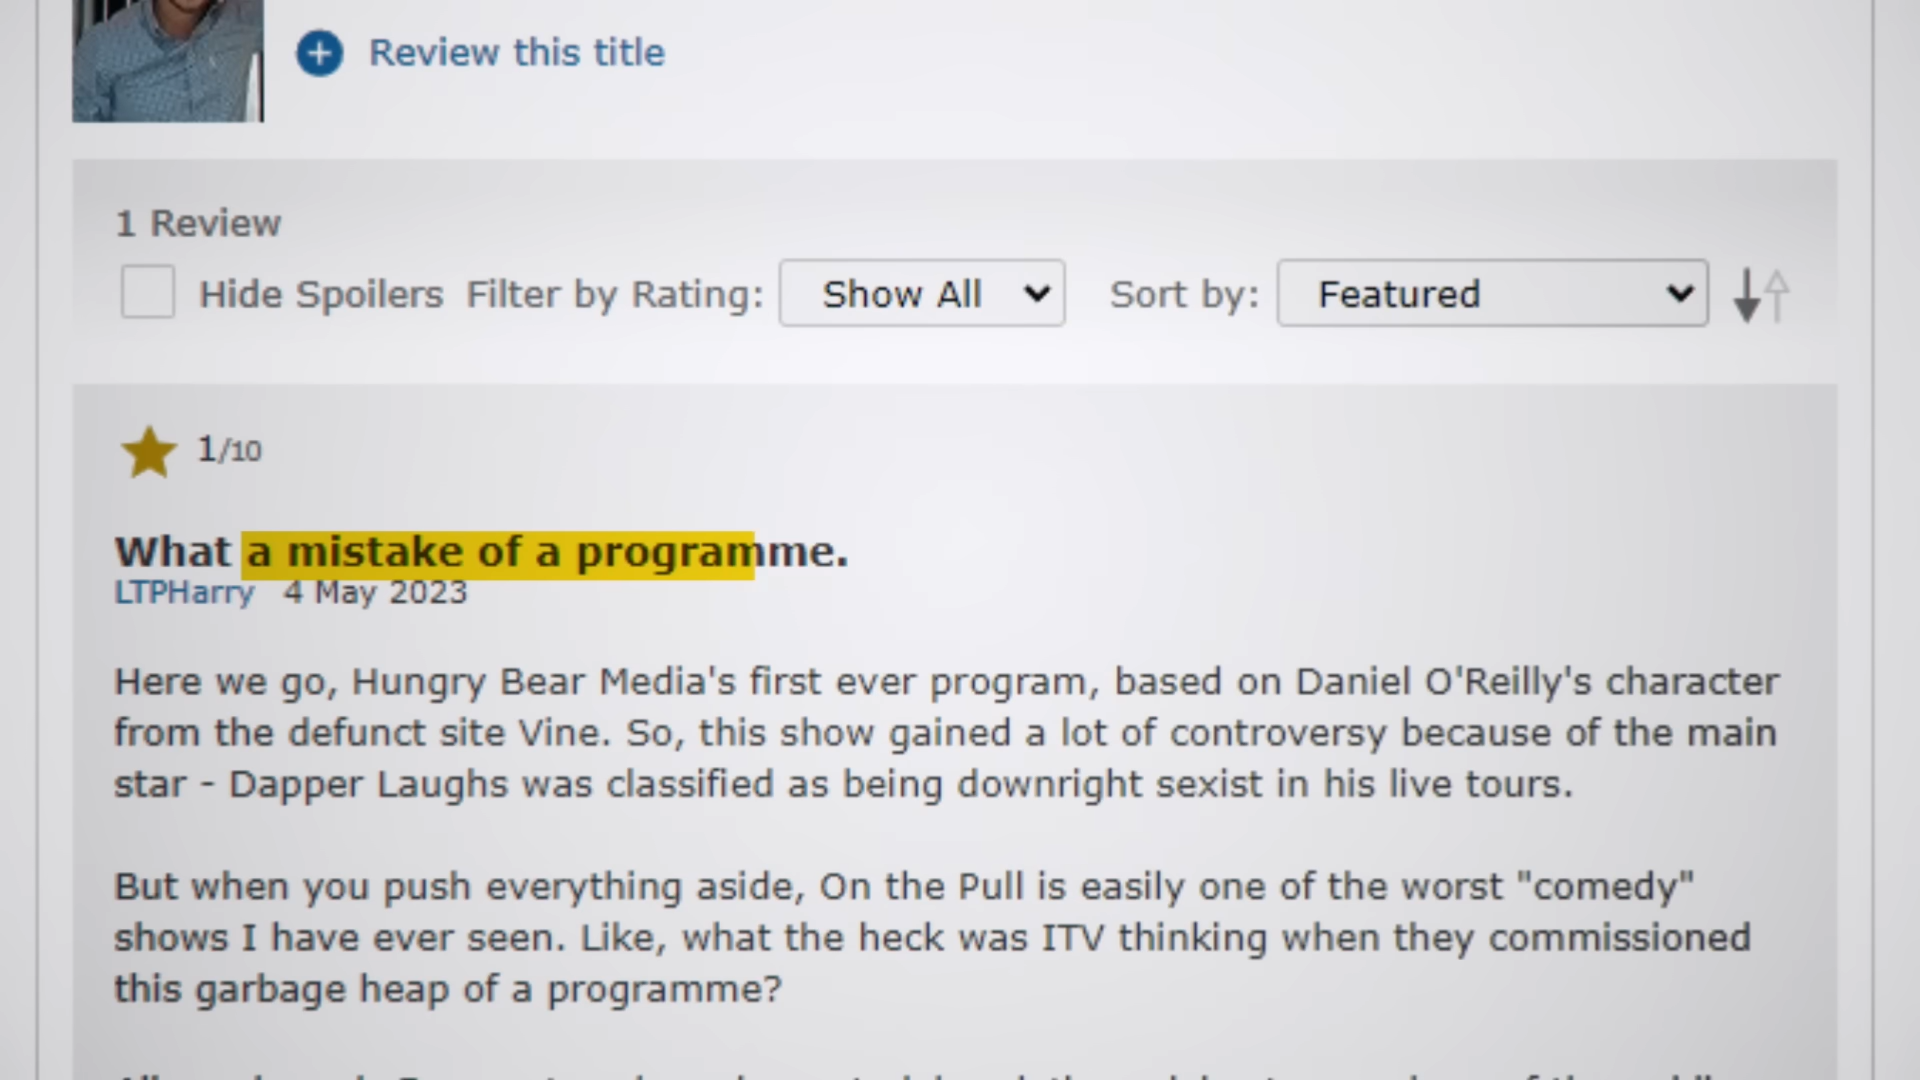 Review this title
1 Review
Hide Spoilers Filter by Rating: Show All Sort by: Featured
1/10
What a mistake of a programme.
LTPHarry 4 May 2023
Here we go, Hungry Bear Media's first ever program, based on Daniel O'Reilly's character
from the defunct site Vine. So, this show gained a lot of controversy because of the main
star - Dapper Laughs was classified as being downright sexist in his live tours.
But when you push everything aside, On the Pull is easily one of the worst "comedy"
shows I have ever seen. Like, what the heck was ITV thinking when they commissioned
this garbage heap of a programme?